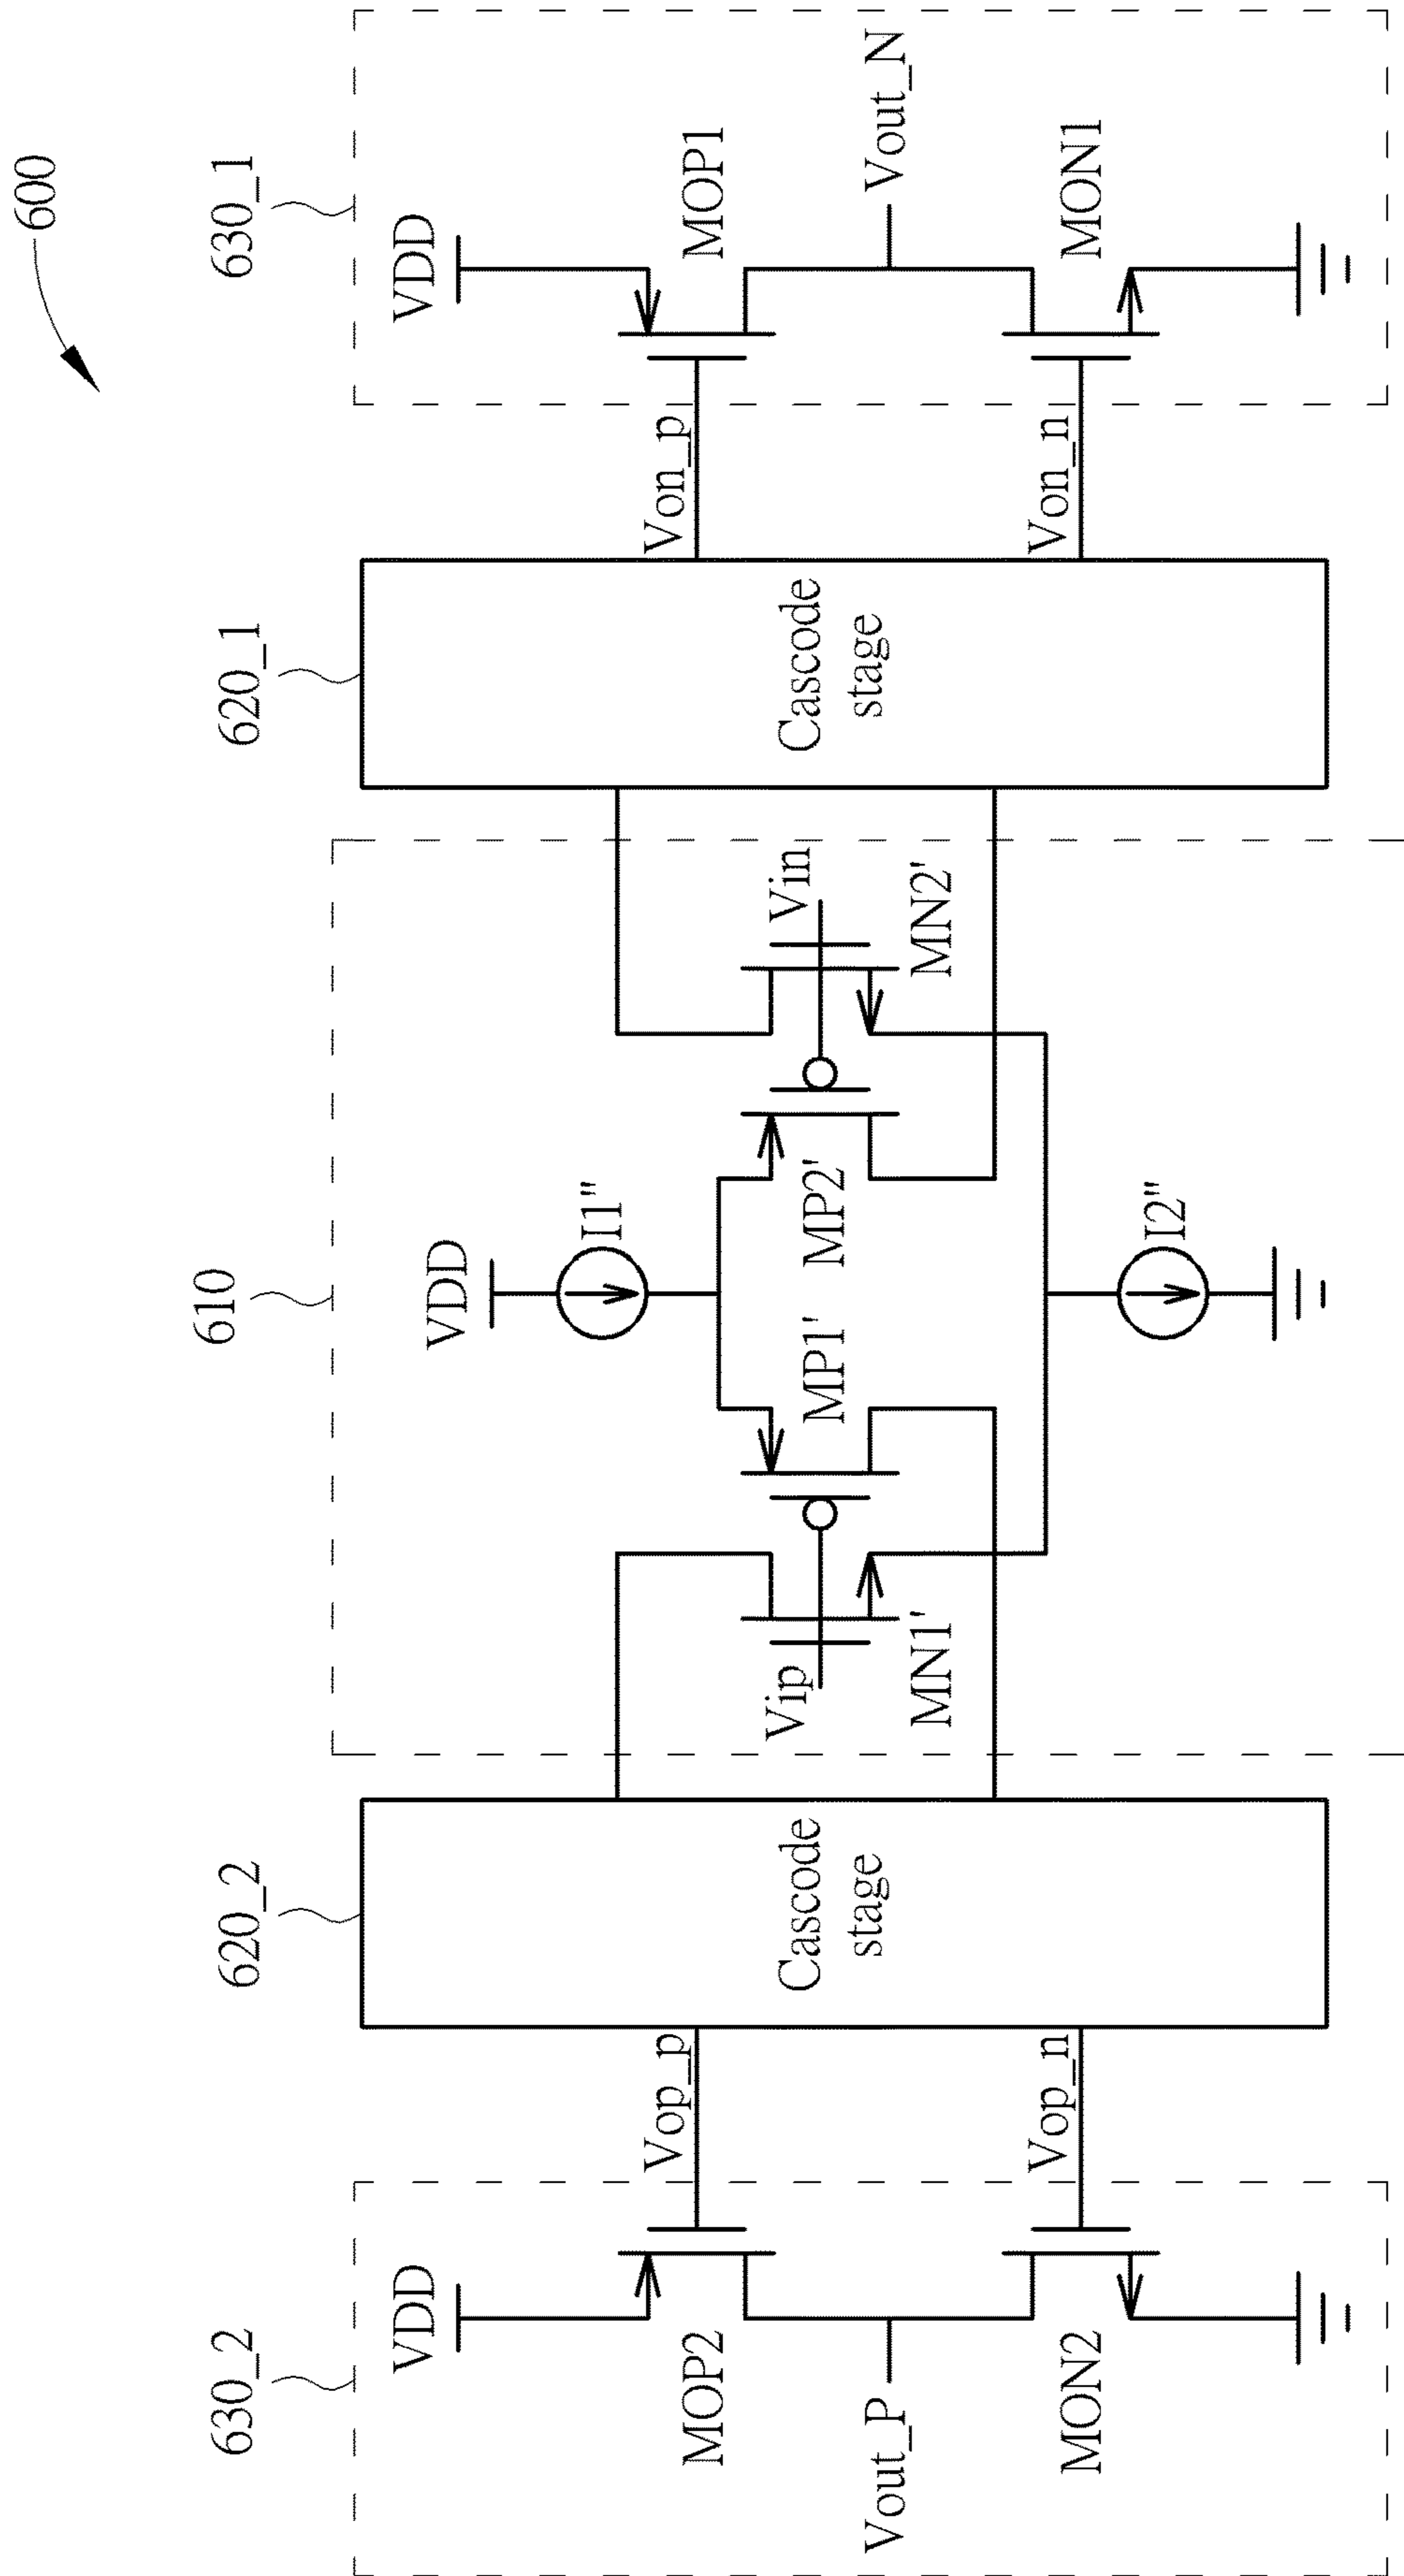 600
630_2
620_2
610
620_1
630_1
VDD
MOP2
Vout_P
MON2
Vop_p
Vop_n
Cascode
stage
VDD
I1"
Vip
MN1'
MP1'
MP2'
Vin
MN2'
I2"
Cascode
stage
Von_p
Von_n
VDD
MOP1
Vout_N
MON1